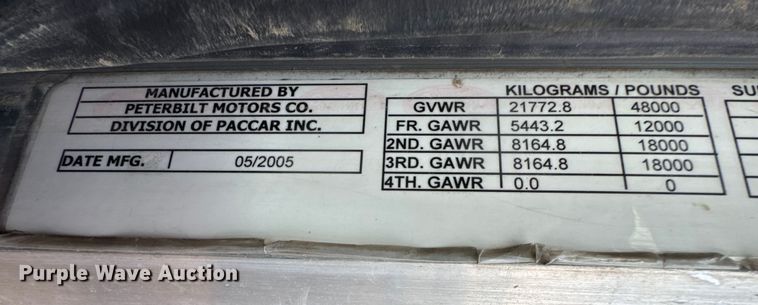 MANUFACTURED BY
PETERBILT MOTORS CO.
DIVISION OF PACCAR INC.
DATE MFG. 05/2005
KILOGRAMS / POUNDS
GVWR 21772.8 48000
FR. GAWR 5443.2 12000
2ND. GAWR 8164.8 18000
3RD. GAWR 8164.8 18000
4TH. GAWR 0.0 0
Purple Wave Auction